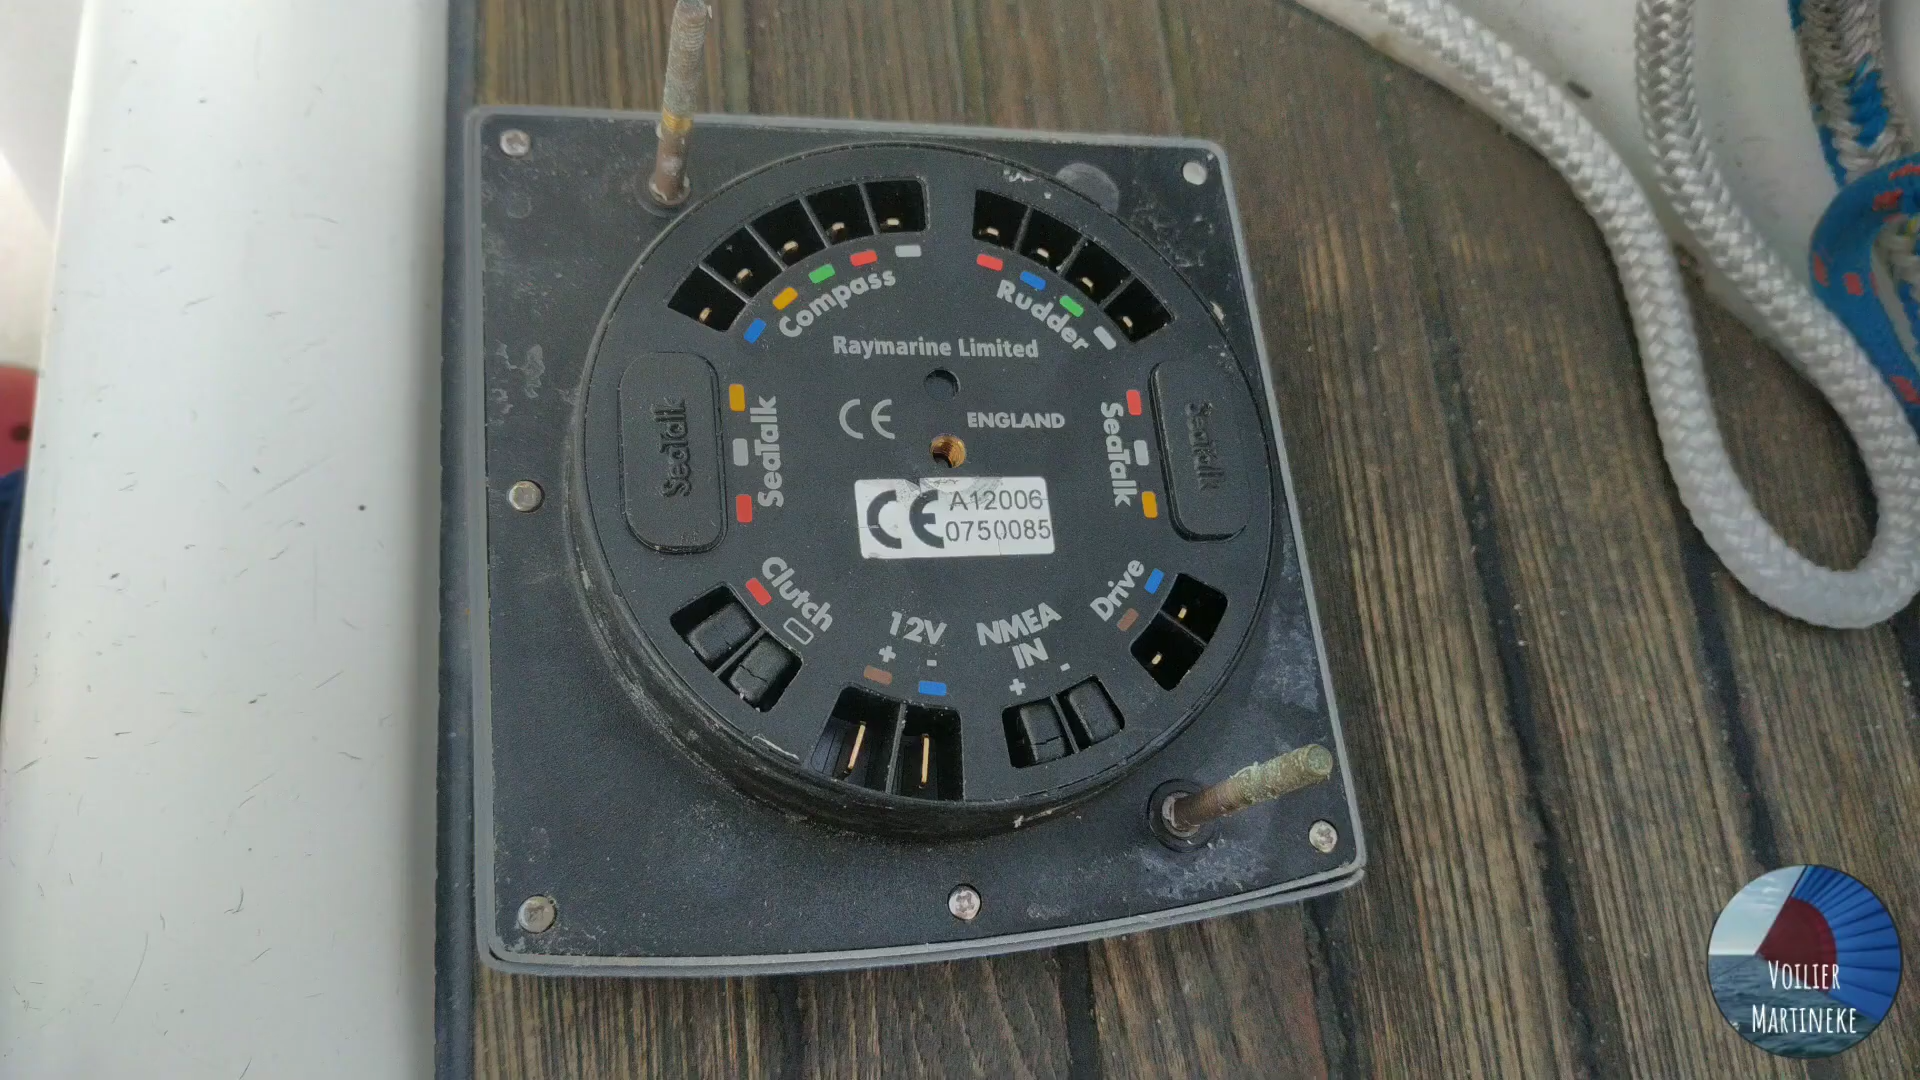 Compass
Rudder
Raymarine Limited
CE
ENGLAND
SeaTalk
SeaTalk
SeaTalk
SeaTalk
CE A12006
0750085
Clutch
12V
+ -
NMEA
IN
+ -
Drive
VOILIER
MARTINEKE